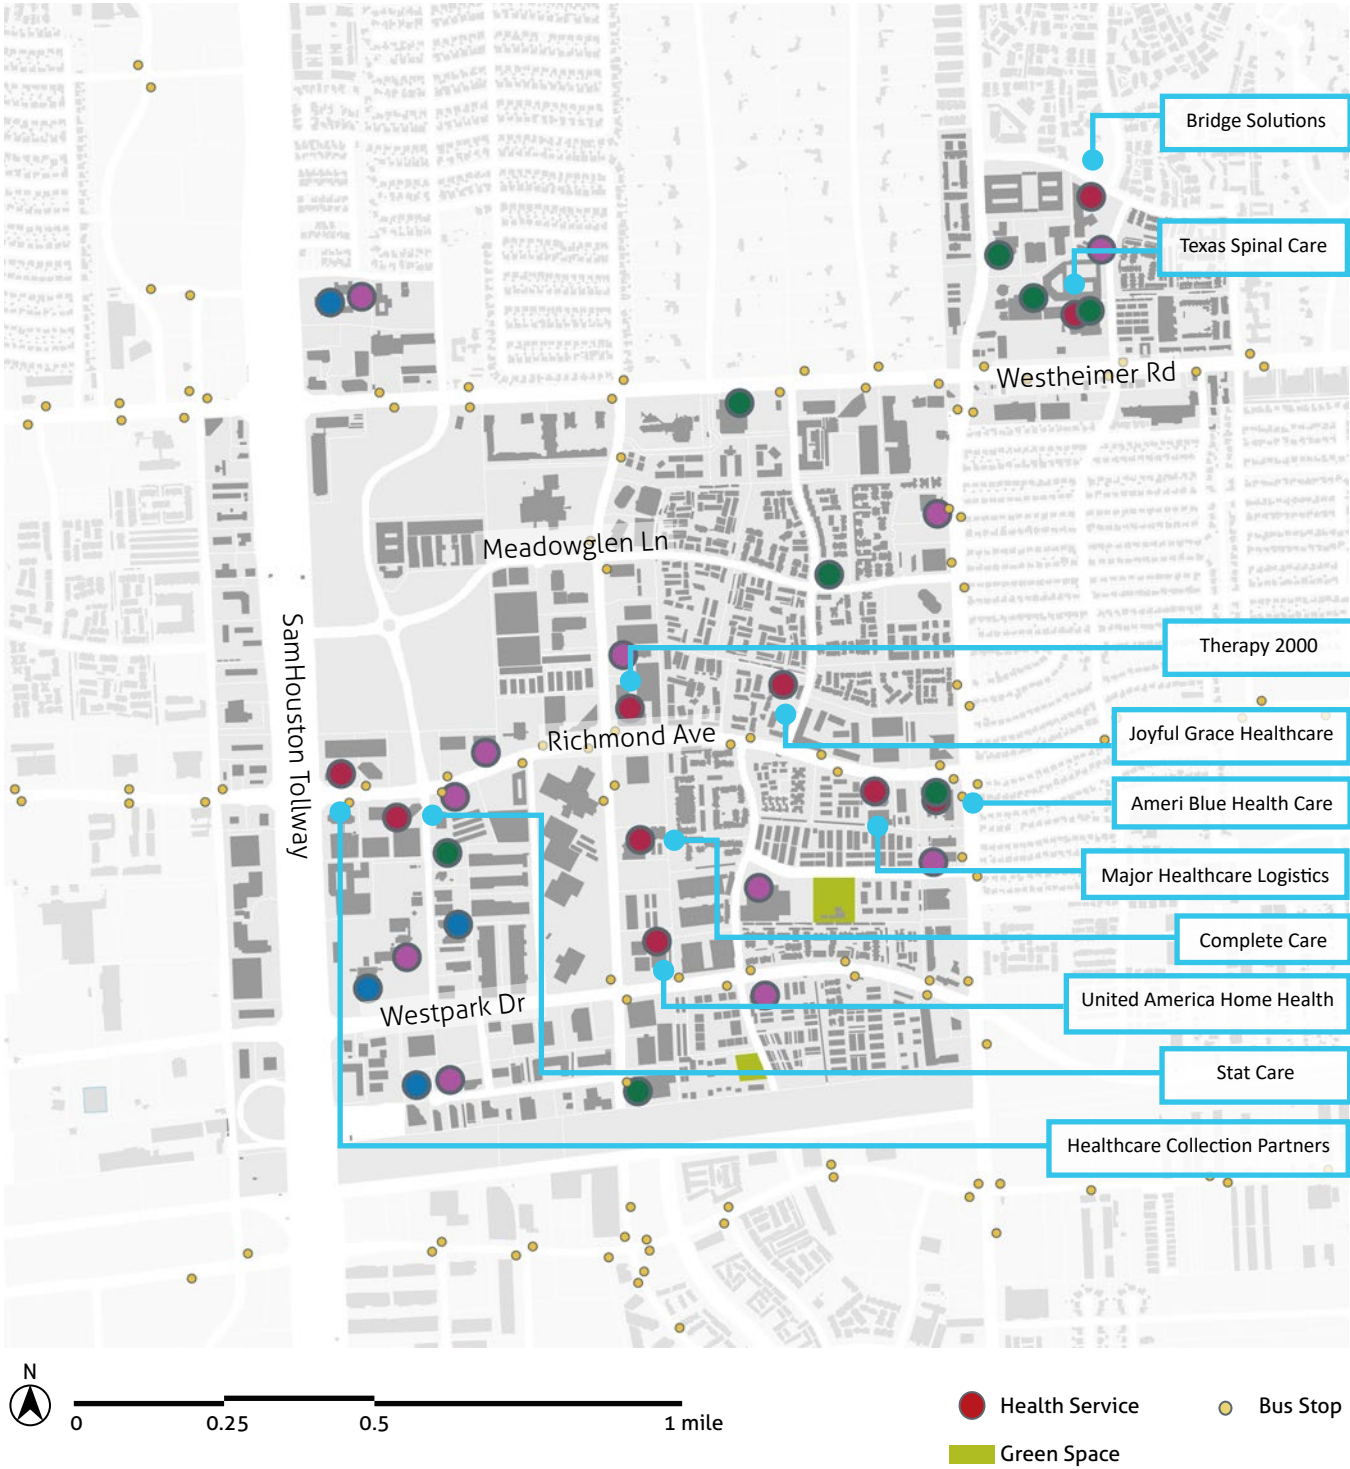 Bridge Solutions
Texas Spinal Care
Westheimer Rd
Meadowglen Ln
SamHouston Tollway
Therapy 2000
Richmond Ave
Joyful Grace Healthcare
Ameri Blue Health Care
Major Healthcare Logistics
Complete Care
United America Home Health
Westpark Dr
Stat Care
Healthcare Collection Partners
N
0 0.25 0.5 1 mile
Health Service
Bus Stop
Green Space